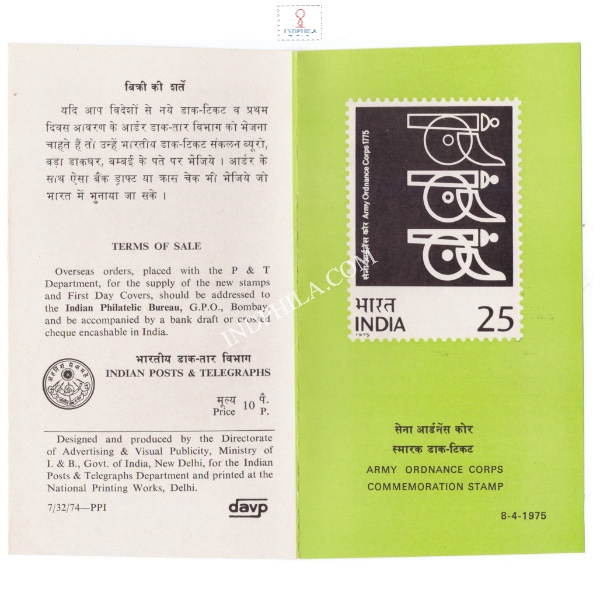 INDPHILA
बिक्री की शर्तें
यदि आप विदेशों से नये डाक-टिकट व प्रथम
दिवस आवरण के आर्डर डाक-तार विभाग को भेजना
चाहते हैं तो उन्हें भारतीय डाक-टिकट संकलन ब्यूरो,
बड़ा डाकघर, बम्बई के पते पर भेजिये । आर्डर के
साथ ऐसा बैंक ड्राफ्ट या क्रास चेक भी भेजिये जो
भारत में भुनाया जा सके ।
TERMS OF SALE
Overseas orders, placed with the P & T
Department, for the supply of the new stamps
and First Day Covers, should be addressed to
the Indian Philatelic Bureau, G.P.O., Bombay
and be accompanied by a bank draft or crossed
cheque encashable in India.
भारतीय डाक-तार विभाग
INDIAN POSTS & TELEGRAPHS
मूल्य 10 पै.
Price 10 P.
Designed and produced by the Directorate
of Advertising & Visual Publicity, Ministry of
I. & B., Govt. of India, New Delhi, for the Indian
Posts & Telegraphs Department and printed at the
National Printing Works, Delhi.
7/32/74—PPI
davp
सेना आर्डनेंस कोर Army Ordnance Corps 1775
भारत
INDIA 25
1975
सेना आर्डनेंस कोर
स्मारक डाक-टिकट
ARMY ORDNANCE CORPS
COMMEMORATION STAMP
8-4-1975
INDPHILA.COM